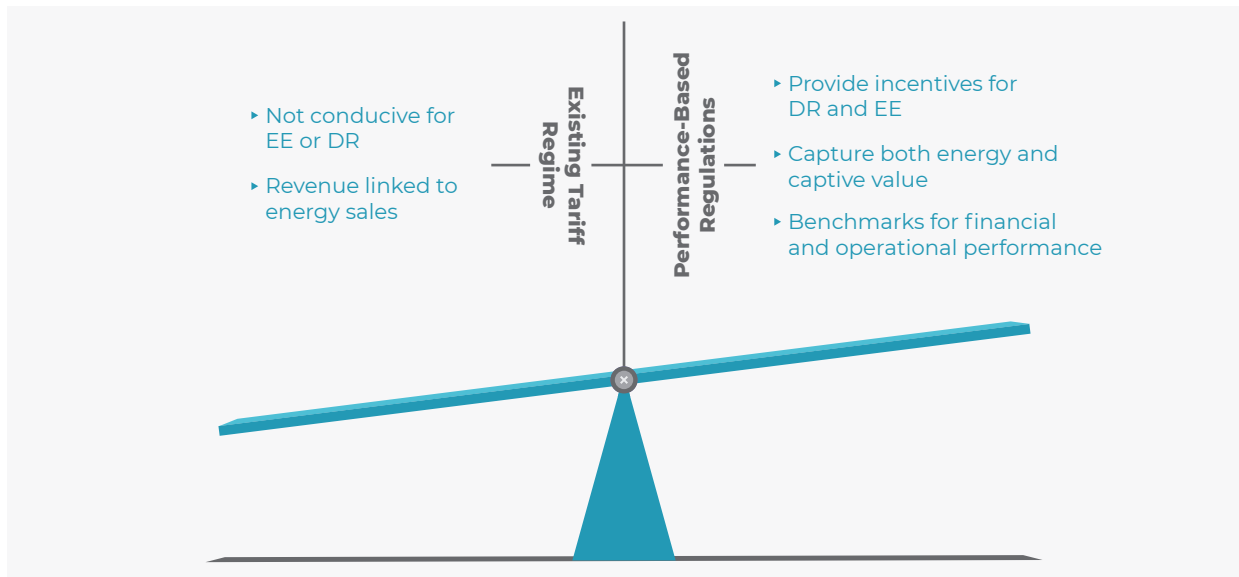 Existing Tariff
Regime
▸ Not conducive for
EE or DR
▸ Revenue linked to
energy sales
Performance-Based
Regulations
▸ Provide incentives for
DR and EE
▸ Capture both energy and
captive value
▸ Benchmarks for financial
and operational performance